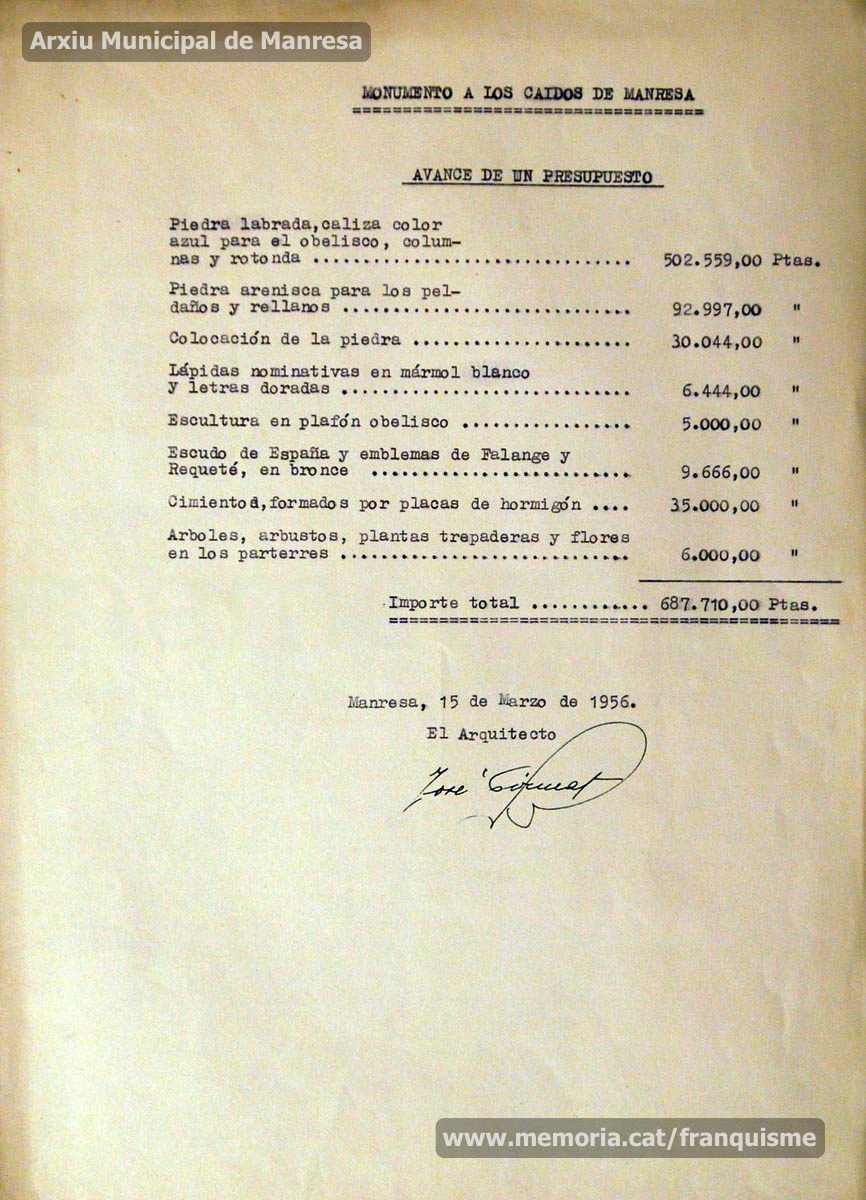 Arxiu Municipal de Manresa
MONUMENTO A LOS CAIDOS DE MANRESA
AVANCE DE UN PRESUPUESTO
Piedra labrada, caliza color
azul para el obelisco, colum-
nas y rotonda ................................ 502.559,00 Ptas.
Piedra arenisca para los pel-
daños y rellanos ............................. 92.997,00 "
Colocación de la piedra ...................... 30.044,00 "
Lápidas nominativas en mármol blanco
y letras doradas ............................. 6.444,00 "
Escultura en plafón obelisco ................. 5.000,00 "
Escudo de España y emblemas de Falange y
Requeté, en bronce .......................... 9.666,00 "
Cimientos,formados por placas de hormigón .... 35.000,00 "
Arboles, arbustos, plantas trepaderas y flores
en los parterres ............................. 6.000,00 "
Importe total ............ 687.710,00 Ptas.
Manresa, 15 de Marzo de 1956.
El Arquitecto
José
www.memoria.cat/franquisme